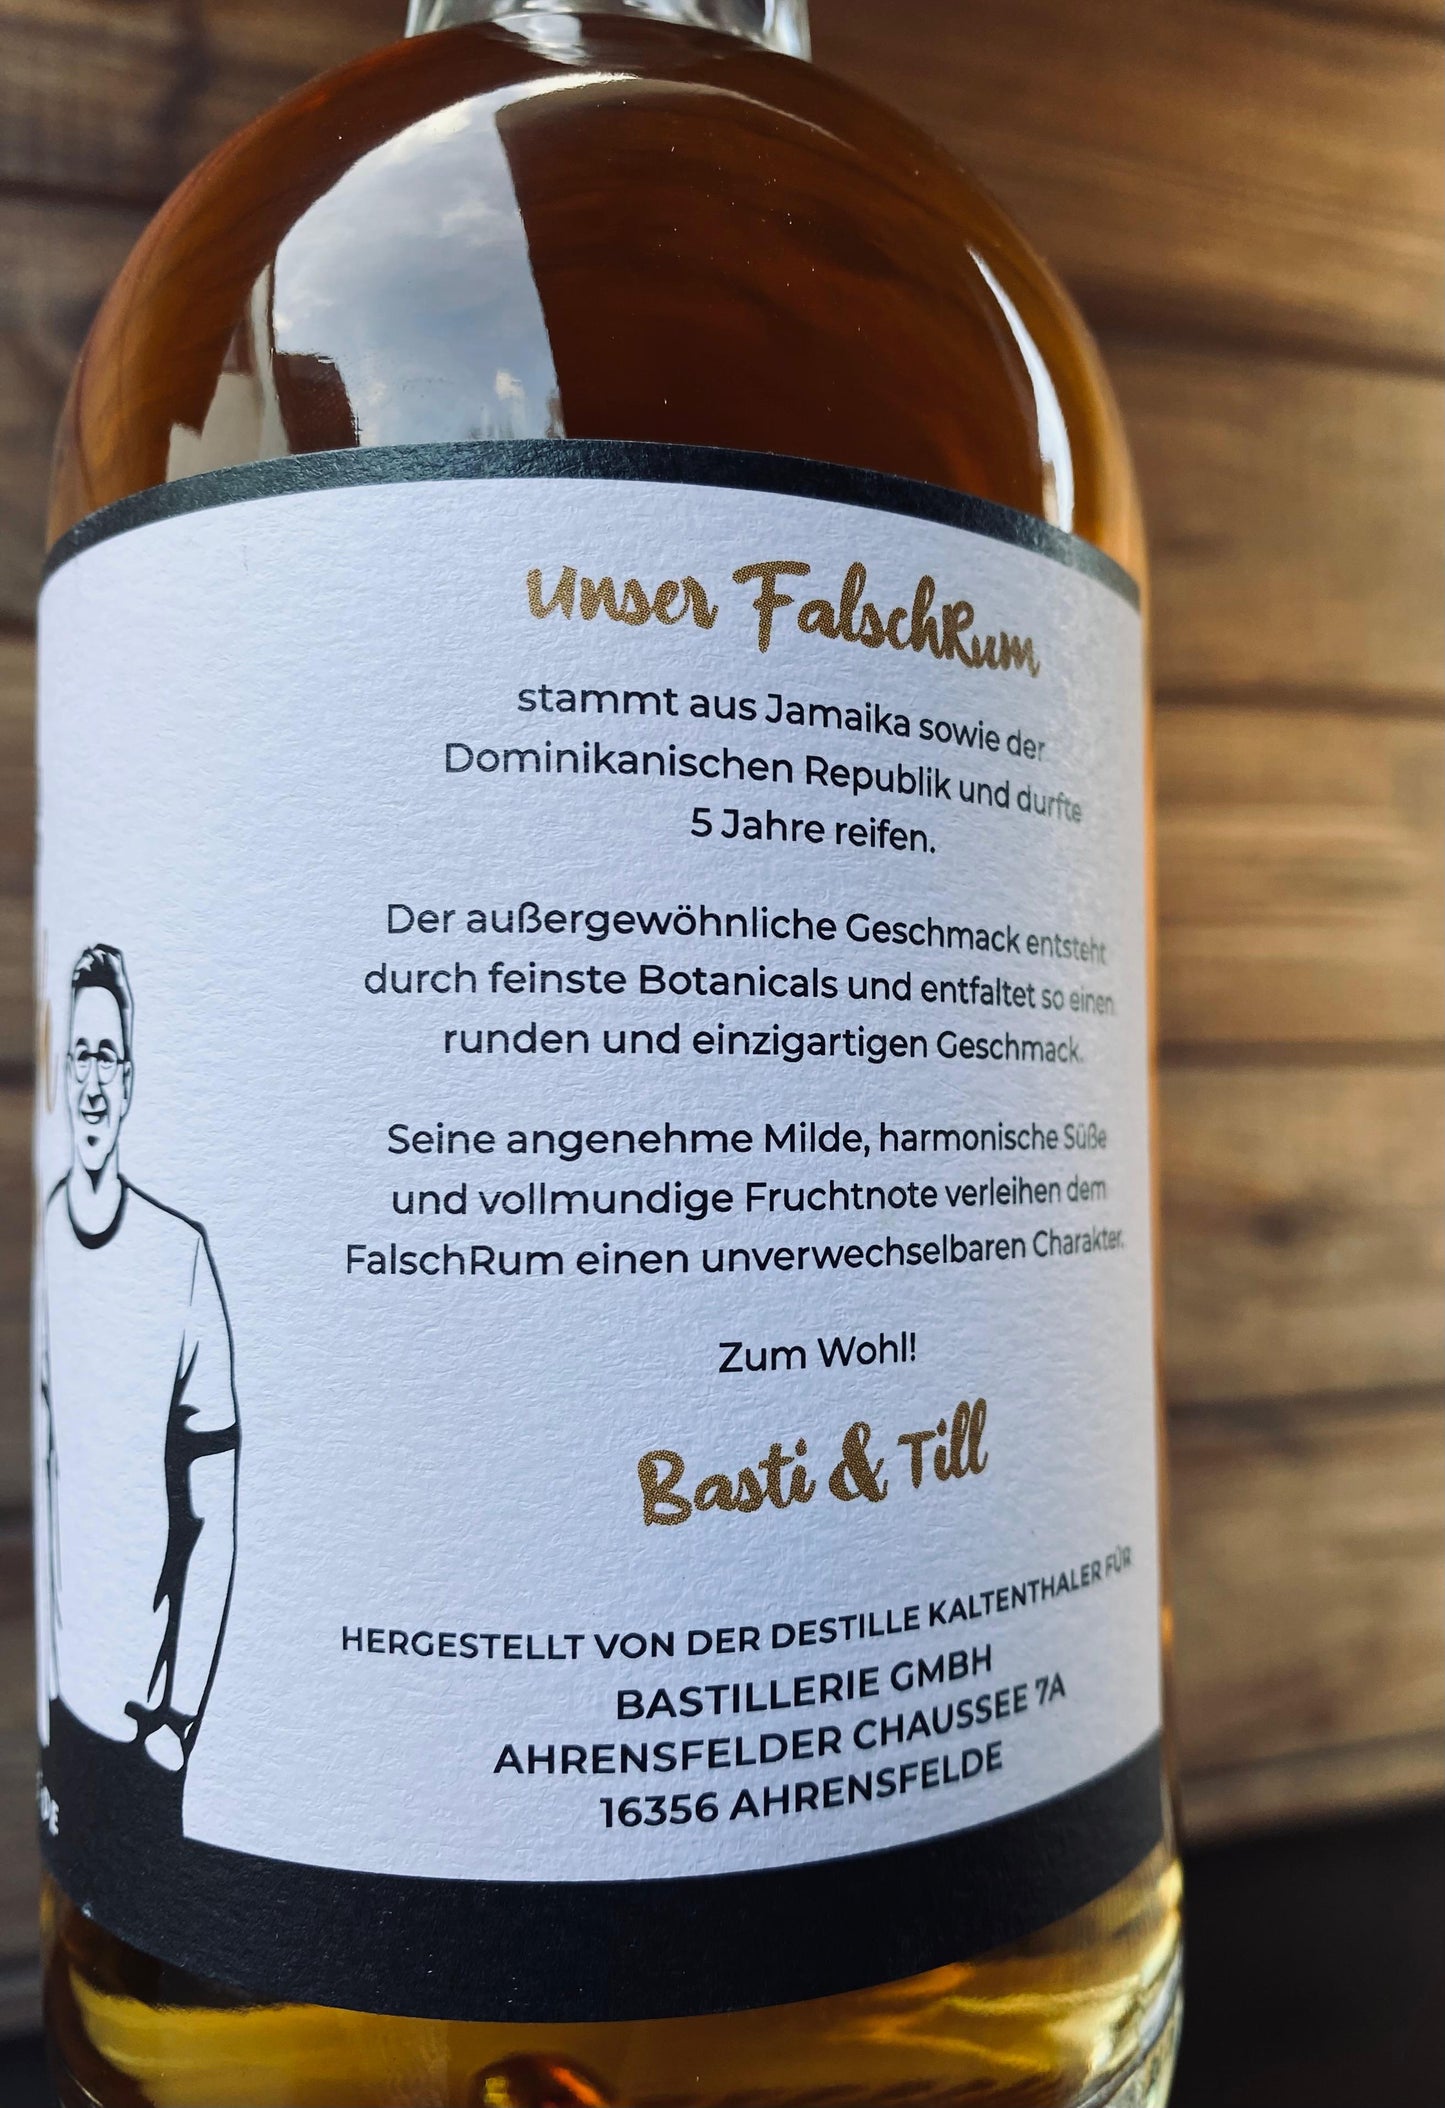 unser FalschRum
stammt aus Jamaika sowie der
Dominikanischen Republik und durfte
5 Jahre reifen.
Der außergewöhnliche Geschmack entsteht
durch feinste Botanicals und entfaltet so einen
runden und einzigartigen Geschmack.
Seine angenehme Milde, harmonische Süße
und vollmundige Fruchtnote verleihen dem
FalschRum einen unverwechselbaren Charakter.
Zum Wohl!
Basti & Till
HERGESTELLT VON DER DESTILLE KALTENTHALER FÜR
BASTILLERIE GMBH
AHRENSFELDER CHAUSSEE 7A
16356 AHRENSFELDE